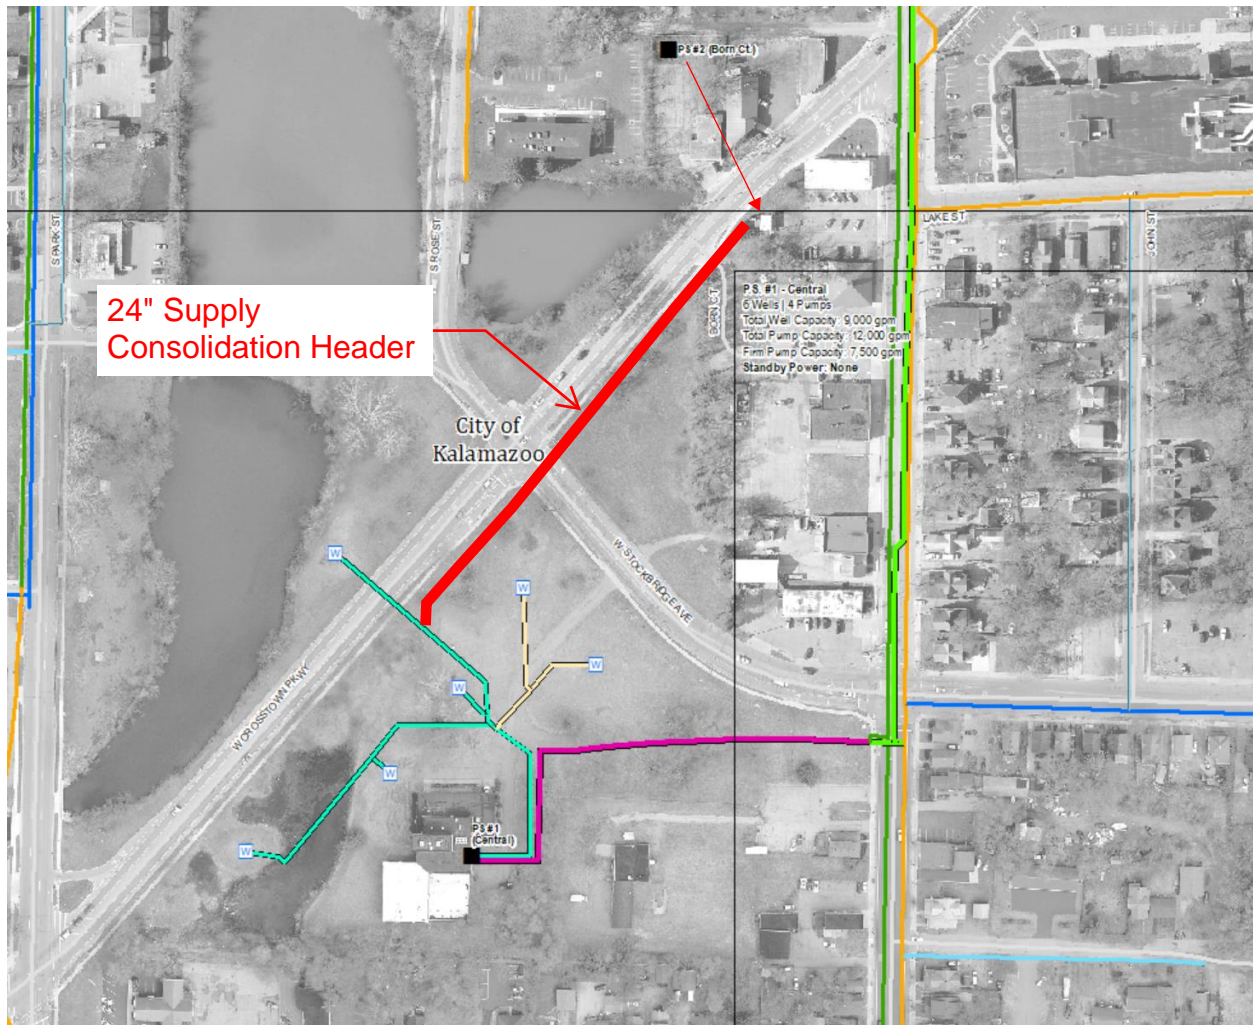 PS#2 (Born Ct.)
S PARK ST
S ROSE ST
LAKE ST
JOHN ST
24" Supply
Consolidation Header
BORN CT
P.S. #1 - Central
6 Wells | 4 Pumps
Total Well Capacity: 9,000 gpm
Total Pump Capacity: 12,000 gpm
Firm Pump Capacity: 7,500 gpm
Standby Power: None
City of
Kalamazoo
W STOCKBRIDGE AVE
W
W
W
W
W CROSSTOWN PKWY
W
W
PS#1
(Central)